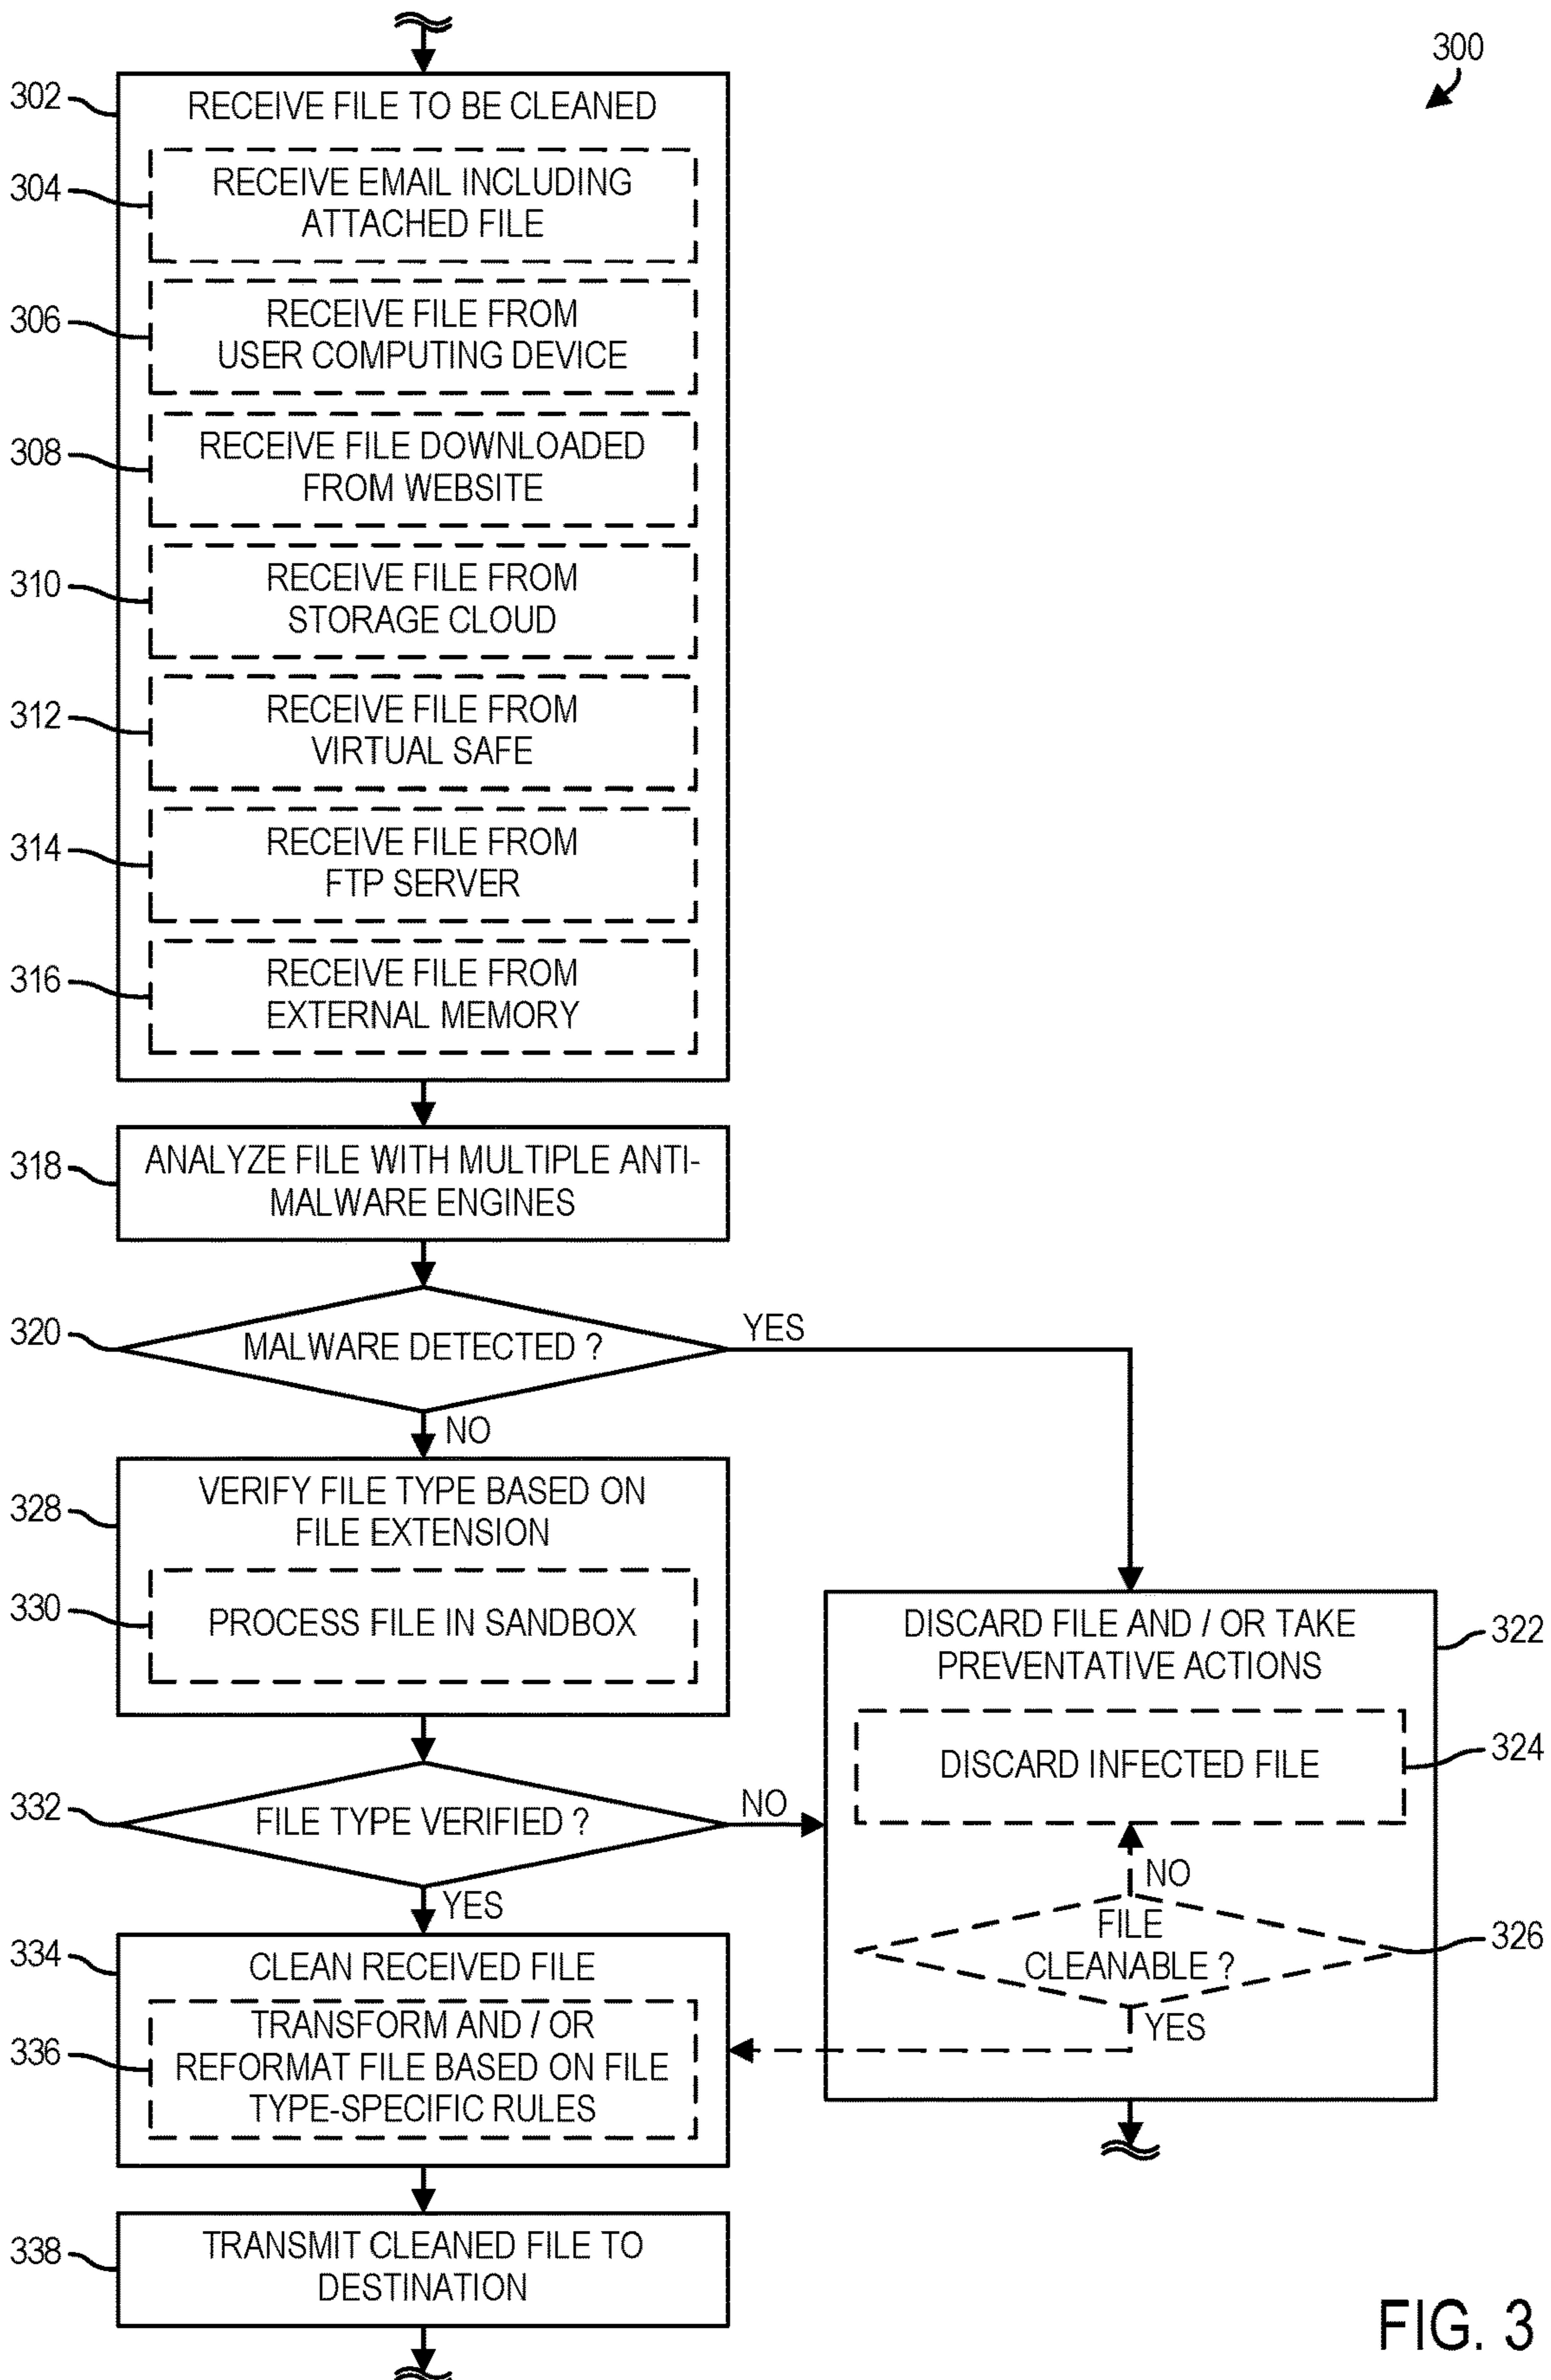 300
302
RECEIVE FILE TO BE CLEANED
304
RECEIVE EMAIL INCLUDING
ATTACHED FILE
306
RECEIVE FILE FROM
USER COMPUTING DEVICE
308
RECEIVE FILE DOWNLOADED
FROM WEBSITE
310
RECEIVE FILE FROM
STORAGE CLOUD
312
RECEIVE FILE FROM
VIRTUAL SAFE
314
RECEIVE FILE FROM
FTP SERVER
316
RECEIVE FILE FROM
EXTERNAL MEMORY
318
ANALYZE FILE WITH MULTIPLE ANTI-
MALWARE ENGINES
320
MALWARE DETECTED ?
YES
NO
328
VERIFY FILE TYPE BASED ON
FILE EXTENSION
330
PROCESS FILE IN SANDBOX
332
FILE TYPE VERIFIED ?
NO
YES
322
DISCARD FILE AND / OR TAKE
PREVENTATIVE ACTIONS
324
DISCARD INFECTED FILE
NO
326
FILE
CLEANABLE ?
YES
334
CLEAN RECEIVED FILE
336
TRANSFORM AND / OR
REFORMAT FILE BASED ON FILE
TYPE-SPECIFIC RULES
338
TRANSMIT CLEANED FILE TO
DESTINATION
FIG. 3